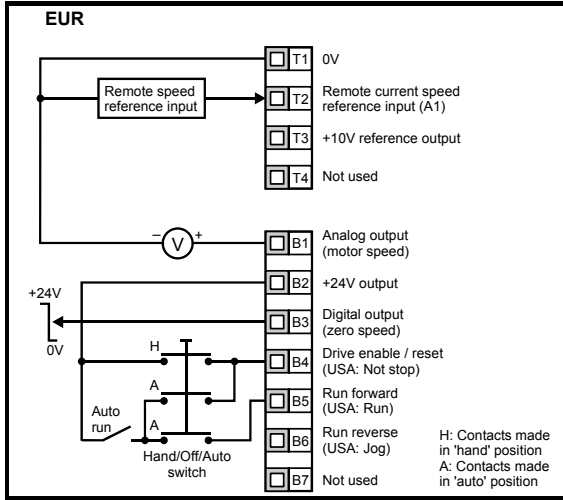 EUR
T1 0V
Remote speed
reference input
T2 Remote current speed
reference input (A1)
T3 +10V reference output
T4 Not used
– V +
B1 Analog output
(motor speed)
B2 +24V output
+24V
0V
B3 Digital output
(zero speed)
H
B4 Drive enable / reset
(USA: Not stop)
A
B5 Run forward
(USA: Run)
Auto
run
A
B6 Run reverse
(USA: Jog)
Hand/Off/Auto
switch
B7 Not used
H: Contacts made
in 'hand' position
A: Contacts made
in 'auto' position